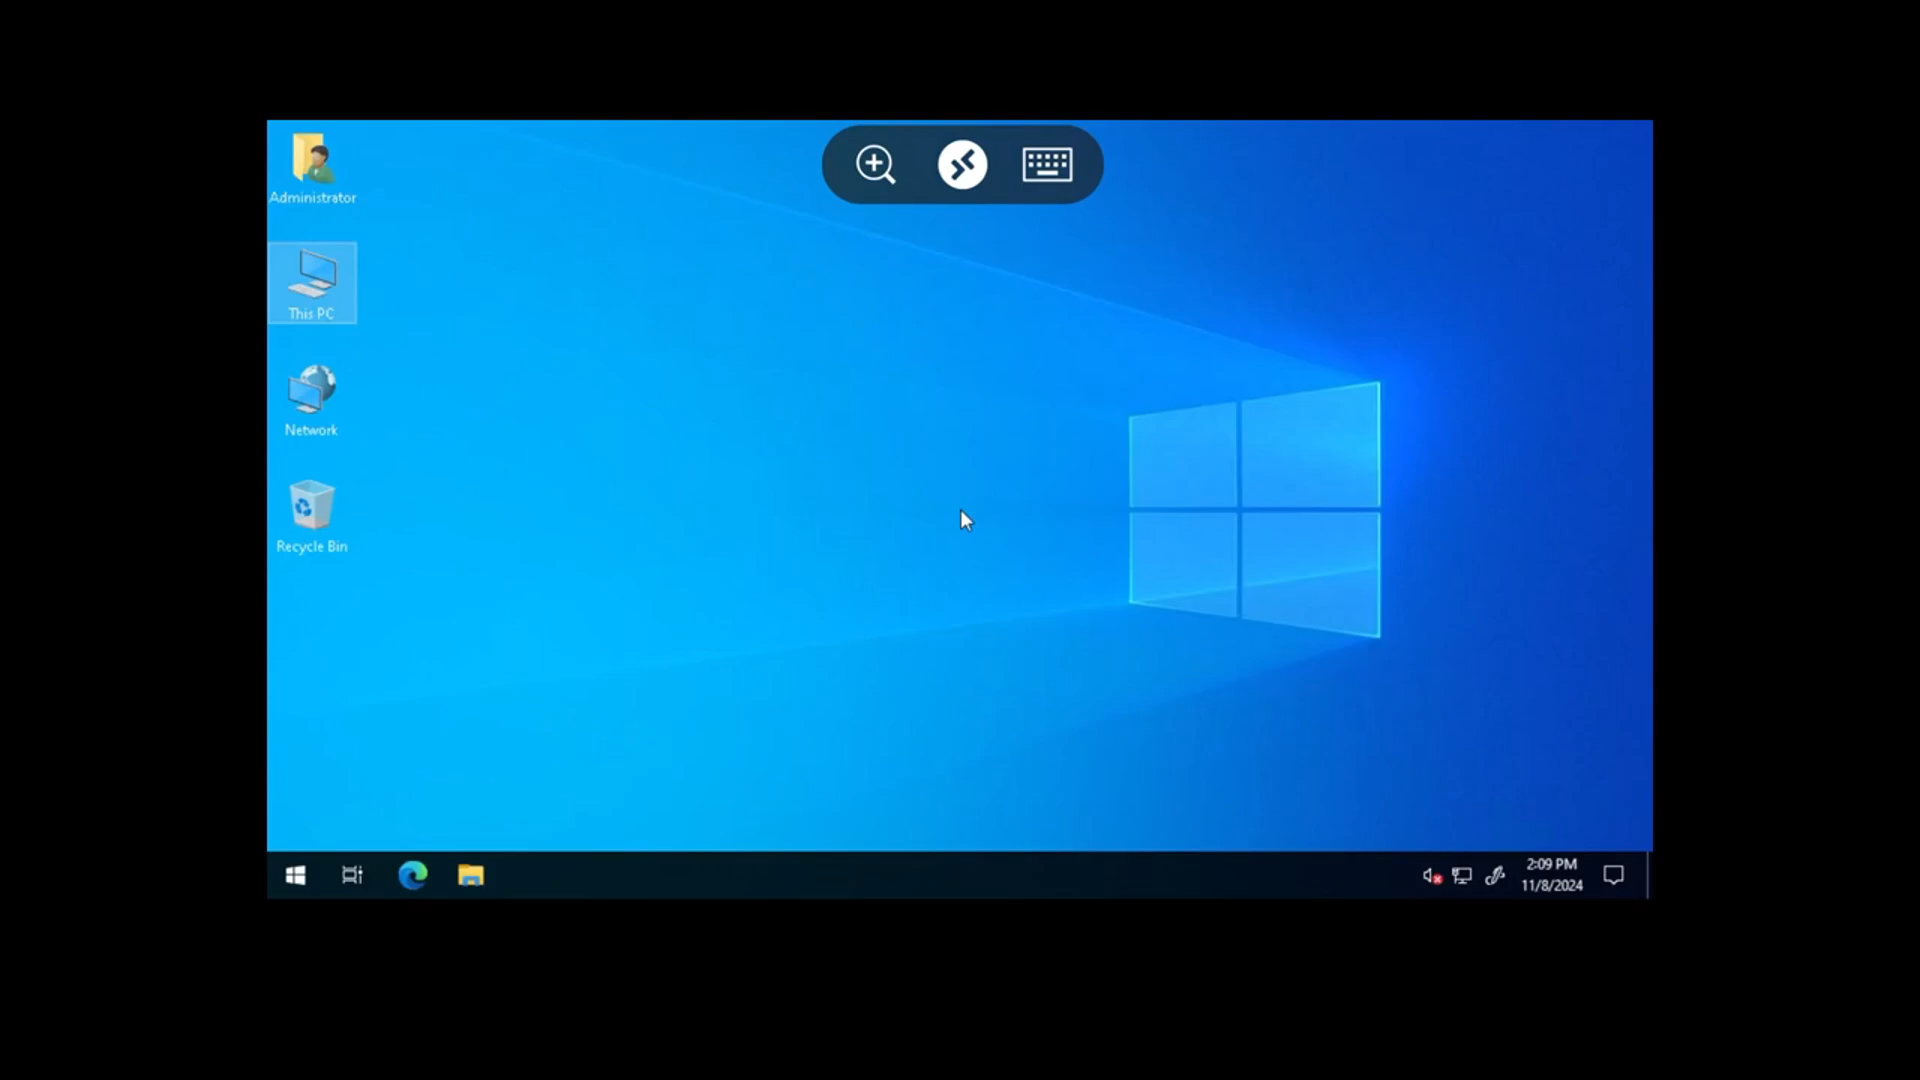 Administrator
This PC
Network
Recycle Bin
2:09 PM
11/8/2024